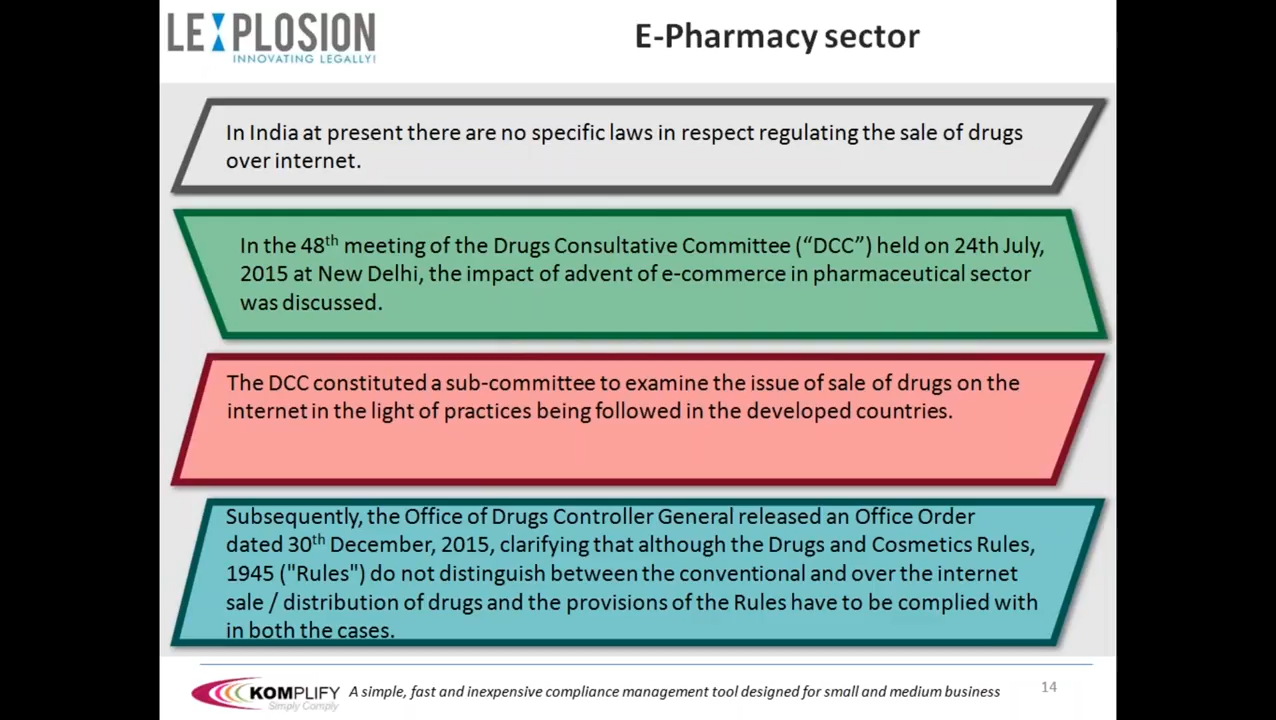 LEXPLOSION
INNOVATING LEGALLY!
E-Pharmacy sector
In India at present there are no specific laws in respect regulating the sale of drugs
over internet.
In the 48th meeting of the Drugs Consultative Committee (“DCC”) held on 24th July,
2015 at New Delhi, the impact of advent of e-commerce in pharmaceutical sector
was discussed.
The DCC constituted a sub-committee to examine the issue of sale of drugs on the
internet in the light of practices being followed in the developed countries.
Subsequently, the Office of Drugs Controller General released an Office Order
dated 30th December, 2015, clarifying that although the Drugs and Cosmetics Rules,
1945 ("Rules") do not distinguish between the conventional and over the internet
sale / distribution of drugs and the provisions of the Rules have to be complied with
in both the cases.
KOMPLIFY
Simply Comply
A simple, fast and inexpensive compliance management tool designed for small and medium business
14